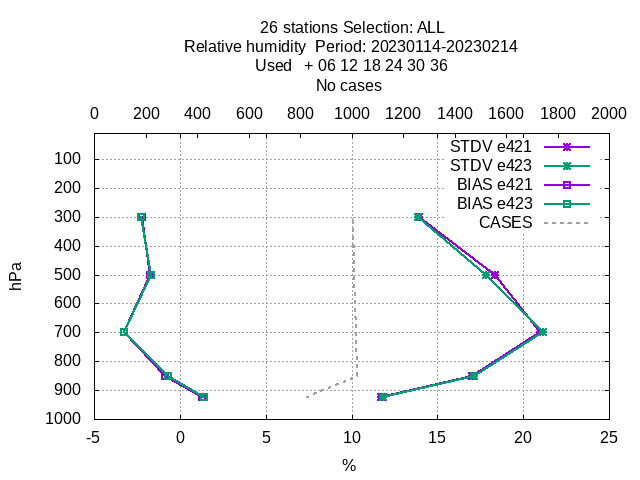 26 stations Selection: ALL
Relative humidity  Period: 20230114-20230214
Used   + 06 12 18 24 30 36
No cases
0 200 400 600 800 1000 1200 1400 1600 1800 2000
STDV e421
STDV e423
BIAS e421
BIAS e423
CASES
hPa
100
200
300
400
500
600
700
800
900
1000
-5 0 5 10 15 20 25
%